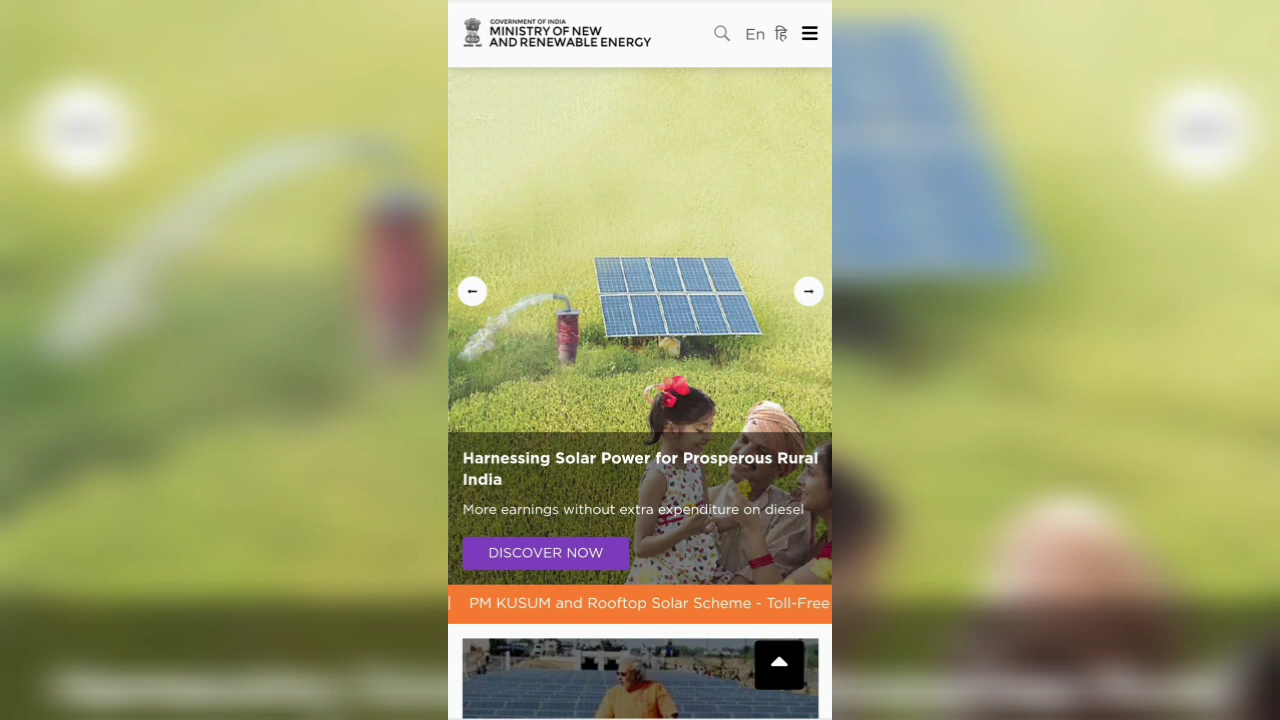 GOVERNMENT OF INDIA
MINISTRY OF NEW
AND RENEWABLE ENERGY
En हि
Harnessing Solar Power for Prosperous Rural
India
More earnings without extra expenditure on diesel
DISCOVER NOW
| PM KUSUM and Rooftop Solar Scheme - Toll-Free